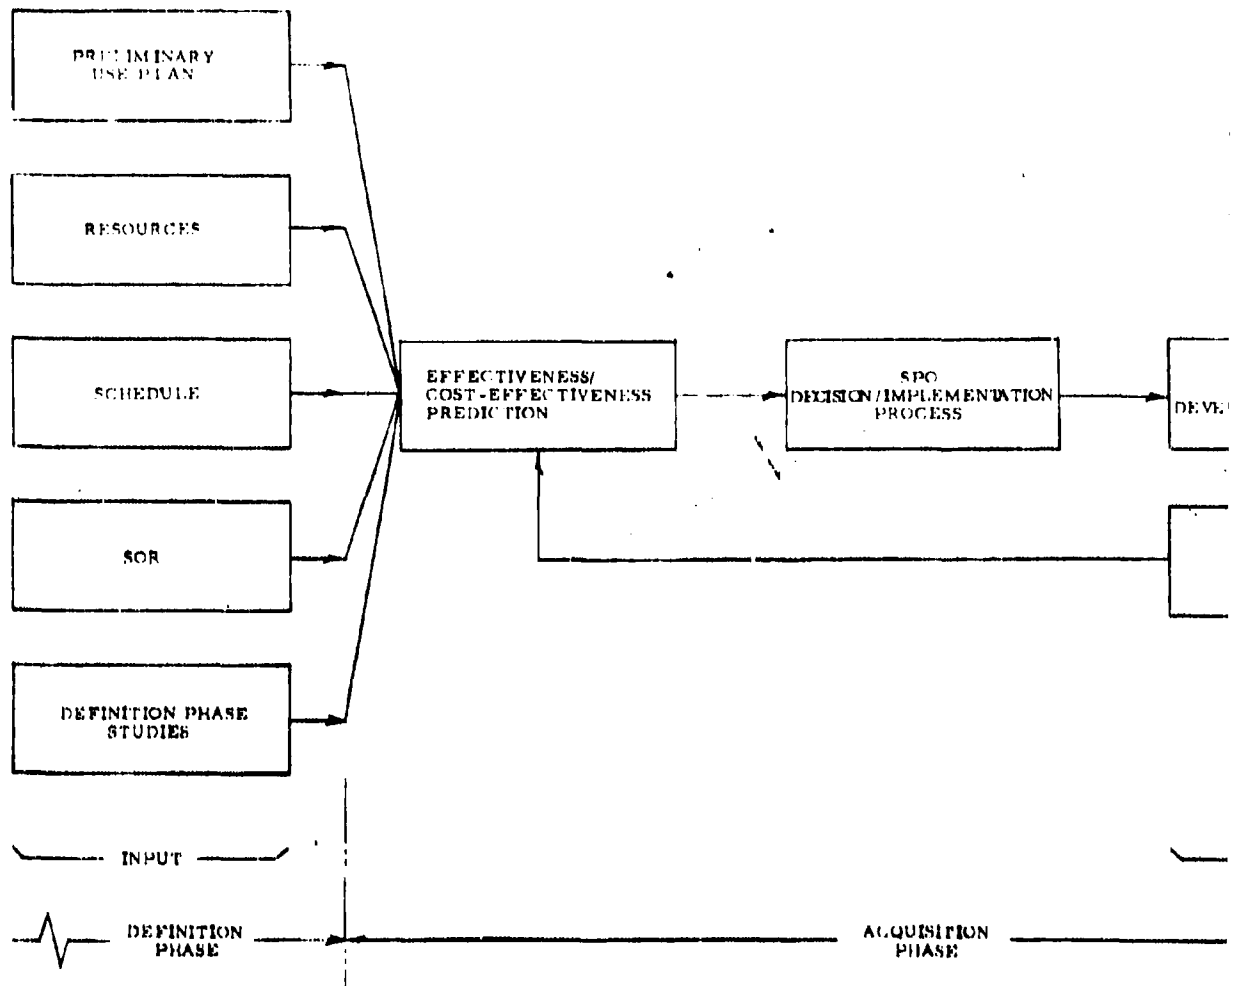 PRELIMINARY
USE PLAN
RESOURCES
SCHEDULE
EFFECTIVENESS/
COST-EFFECTIVENESS
PREDICTION
SPO
DECISION/IMPLEMENTATION
PROCESS
DEVE
SOR
DEFINITION PHASE
STUDIES
INPUT
DEFINITION
PHASE
ACQUISITION
PHASE